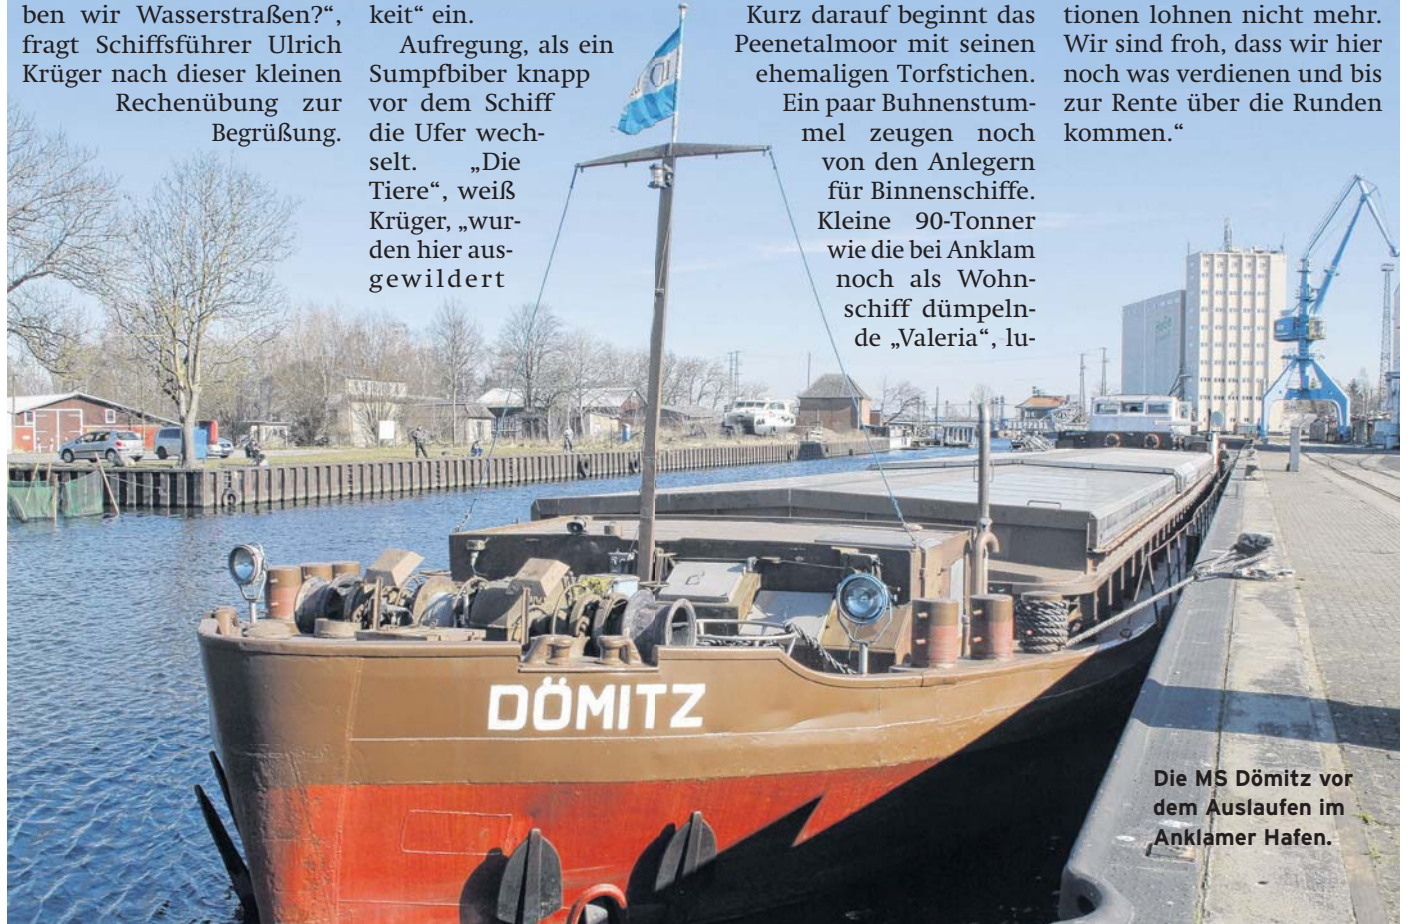 ben wir Wasserstraßen?“,
fragt Schiffsführer Ulrich
Krüger nach dieser kleinen
Rechenübung zur
Begrüßung.
keit“ ein.
Aufregung, als ein
Sumpfbiber knapp
vor dem Schiff
die Ufer wech-
selt. „Die
Tiere“, weiß
Krüger, „wur-
den hier aus-
gewildert
Kurz darauf beginnt das
Peenetalmoor mit seinen
ehemaligen Torfstichen.
Ein paar Buhnenstum-
mel zeugen noch
von den Anlegern
für Binnenschiffe.
Kleine 90-Tonner
wie die bei Anklam
noch als Wohn-
schiff dümpeln-
de „Valeria“, lu-
tionen lohnen nicht mehr.
Wir sind froh, dass wir hier
noch was verdienen und bis
zur Rente über die Runden
kommen.“
DÖMITZ
Die MS Dömitz vor
dem Auslaufen im
Anklamer Hafen.